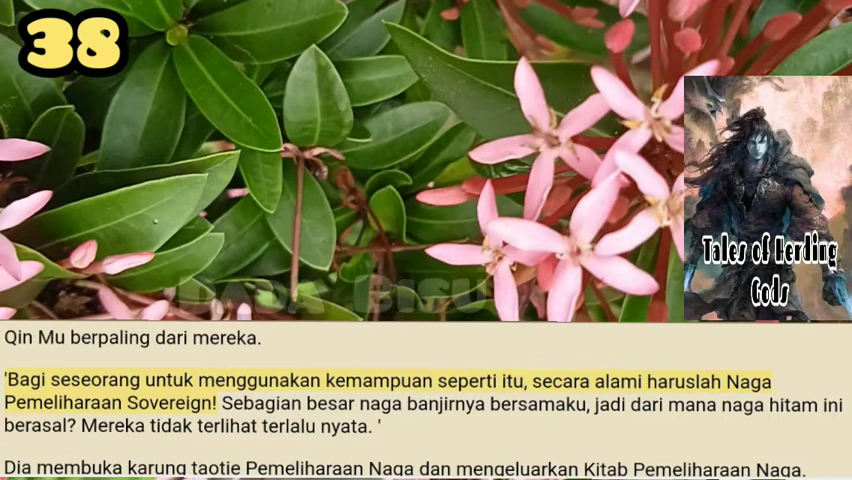 38
Tales of Herding
Gods
Qin Mu berpaling dari mereka.
'Bagi seseorang untuk menggunakan kemampuan seperti itu, secara alami haruslah Naga
Pemeliharaan Sovereign! Sebagian besar naga banjirnya bersamaku, jadi dari mana naga hitam ini
berasal? Mereka tidak terlihat terlalu nyata. '
Dia membuka karung taotie Pemeliharaan Naga dan mengeluarkan Kitab Pemeliharaan Naga.